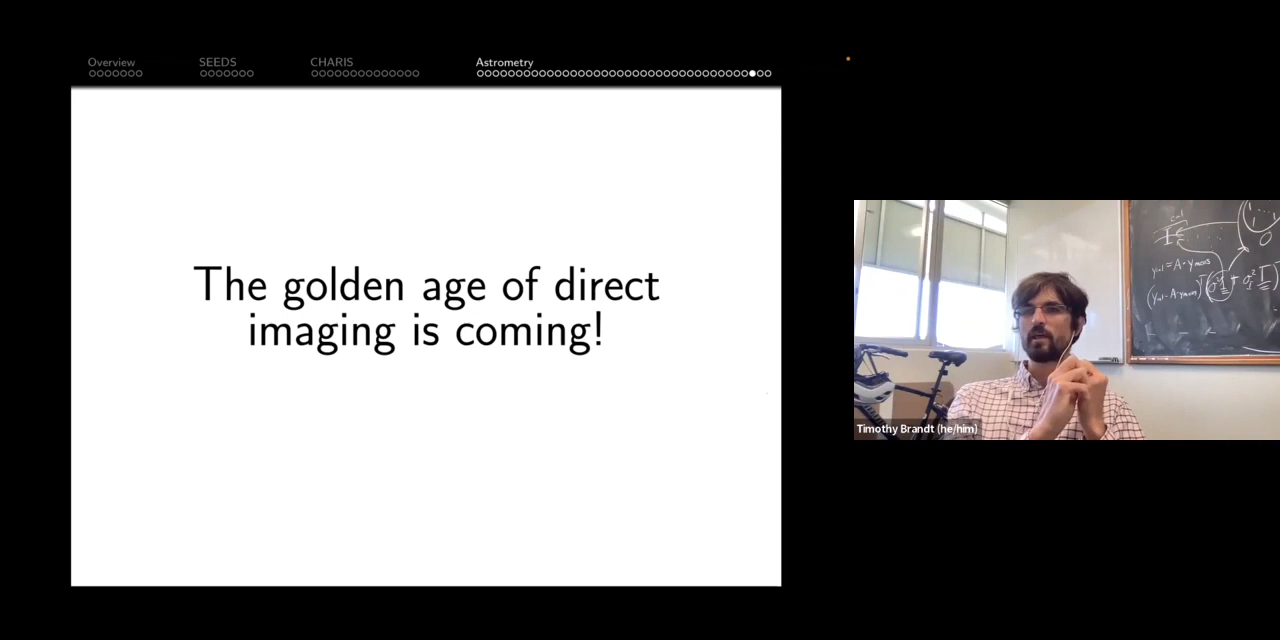 Overview
SEEDS
CHARIS
Astrometry
The golden age of direct
imaging is coming!
Timothy Brandt (he/him)